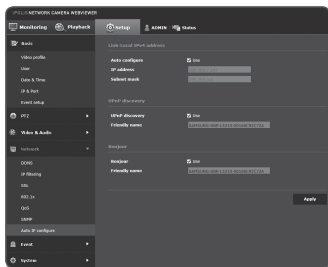 iPOLiS NETWORK CAMERA WEBVIEWER
Monitoring
Playback
Setup
ADMIN
Status
Basic
Video profile
User
Date & Time
IP & Port
Event setup
PTZ
Video & Audio
Network
DDNS
IP filtering
SSL
802.1x
QoS
SNMP
Auto IP configure
Event
System
Link-Local IPv4 address
Auto configure
Use
IP address
Subnet mask
UPnP discovery
UPnP discovery
Use
Friendly name
Bonjour
Bonjour
Use
Friendly name
Apply